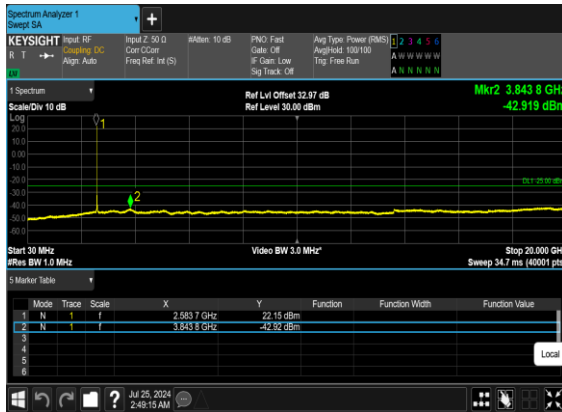 Spectrum Analyzer 1
Swept SA
+
KEYSIGHT Input: RF Input Z: 50 Ω #Atten: 10 dB PNO: Fast Avg Type: Power (RMS) 1 2 3 4 5 6
R T Coupling: DC Corr CCorr Gate: Off Avg|Hold: 100/100 A W W W W W
Align: Auto Freq Ref: Int (S) IF Gain: Low Trig: Free Run
Sig Track: Off A N N N N N
1 Spectrum Ref Lvl Offset 32.97 dB Mkr2 3.843 8 GHz
Scale/Div 10 dB Ref Level 30.00 dBm -42.919 dBm
Log
20.0
10.0
0.00
-10.0
-20.0
-30.0
-40.0
-50.0
-60.0
1
2
DL1 -25.00 dBm
Start 30 MHz Video BW 3.0 MHz* Stop 20.000 GH
#Res BW 1.0 MHz Sweep 34.7 ms (40001 pts
5 Marker Table
Mode Trace Scale X Y Function Function Width Function Value
1 N 1 f 2.583 7 GHz 22.15 dBm
2 N 1 f 3.843 8 GHz -42.92 dBm
3
4
5
6
Local
? Jul 25, 2024
2:49:15 AM